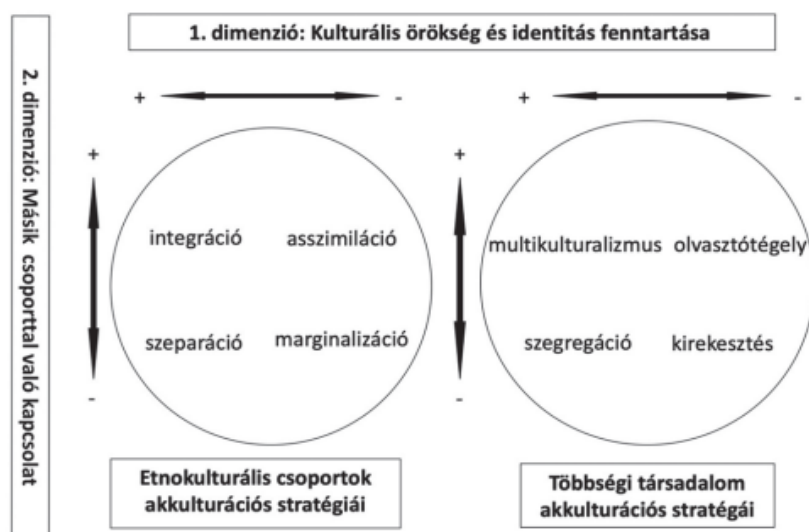 1. dimenzió: Kulturális örökség és identitás fenntartása
2. dimenzió: Másik csoporttal való kapcsolat
+ -
+ -
+
+
integráció asszimiláció
multikulturalizmus olvasztótégely
szeparáció marginalizáció
szegregáció kirekesztés
-
-
Etnokulturális csoportok
akkulturációs stratégiái
Többségi társadalom
akkulturációs stratégái